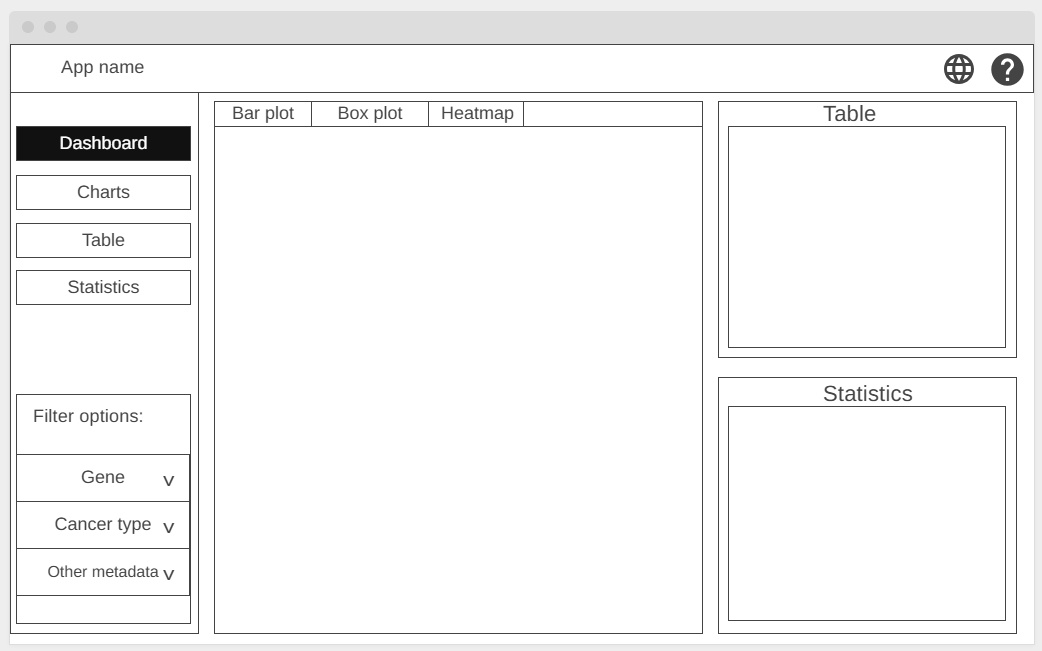 App name
Dashboard
Charts
Table
Statistics
Filter options:
Gene
Cancer type
Other metadata
Bar plot Box plot Heatmap
Table
Statistics